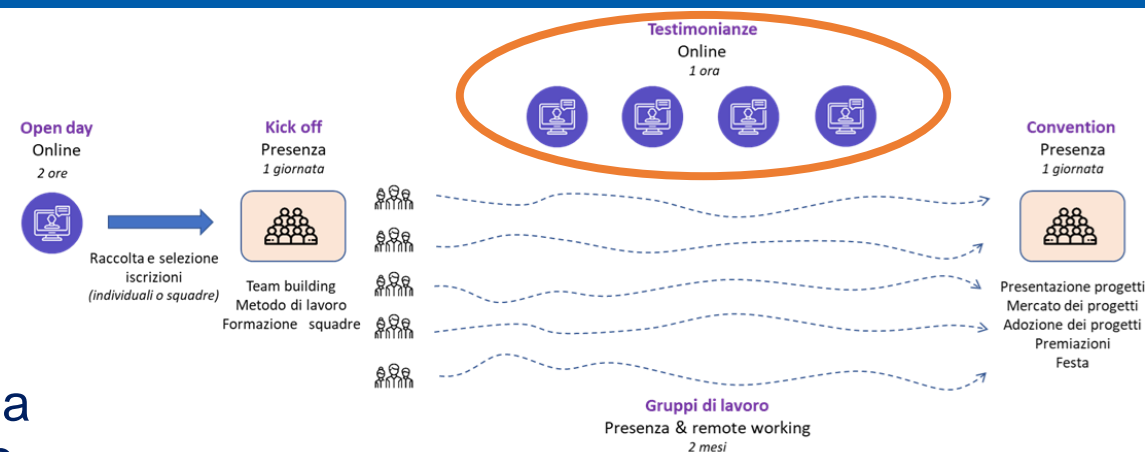 Testimonianze
Online
1 ora
Open day
Online
2 ore
Raccolta e selezione
iscrizioni
(individuali o squadre)
Kick off
Presenza
1 giornata
Team building
Metodo di lavoro
Formazione squadre
Gruppi di lavoro
Presenza & remote working
2 mesi
Convention
Presenza
1 giornata
Presentazione progetti
Mercato dei progetti
Adozione dei progetti
Premiazioni
Festa
a